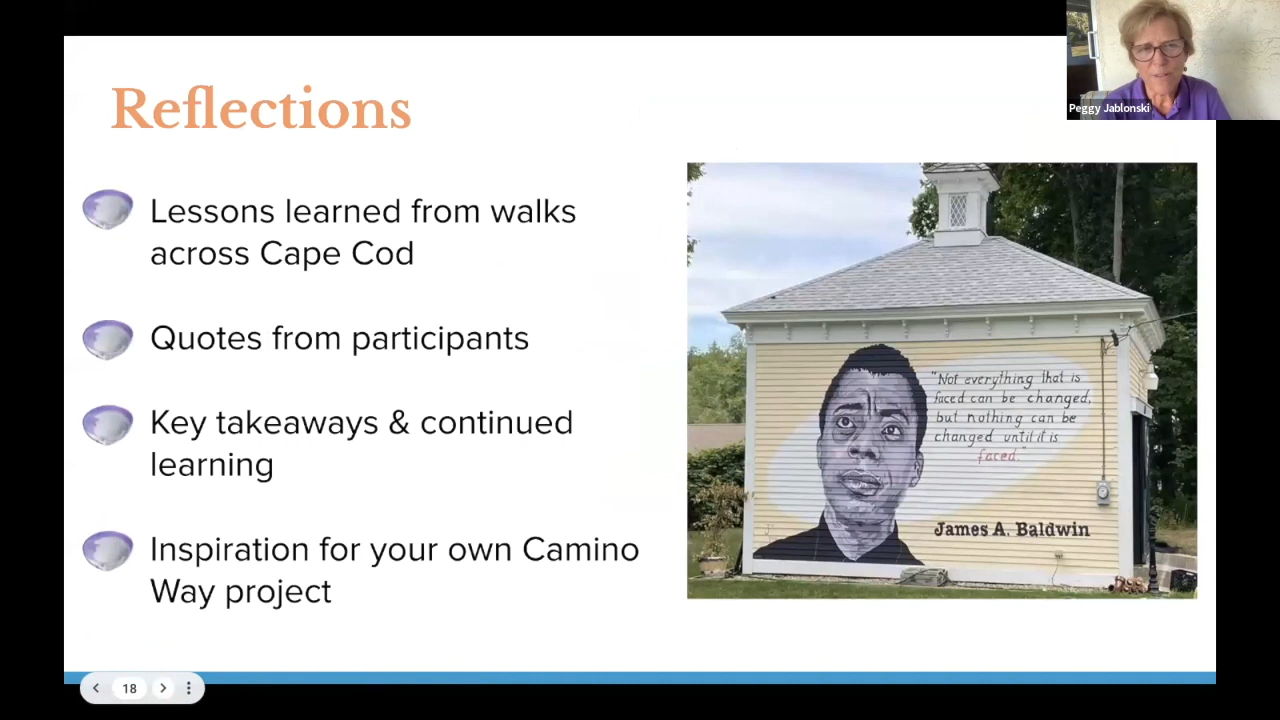 Reflections
Peggy Jablonski
Lessons learned from walks
across Cape Cod
Quotes from participants
Key takeaways & continued
learning
Inspiration for your own Camino
Way project
"Not everything that is
faced can be changed,
but nothing can be
changed until it is
faced."
James A. Baldwin
18